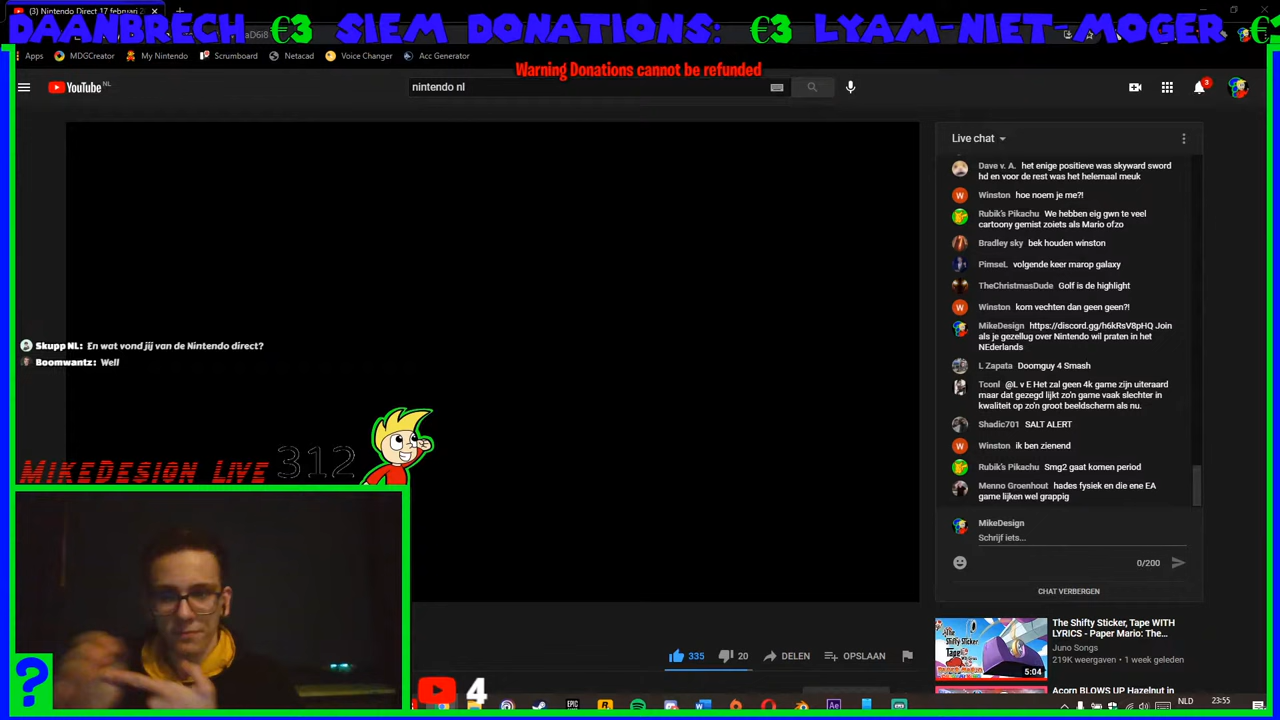 (3) Nintendo Direct 17 februari 2
DAANBRECH €3 SIEM DONATIONS: €3 LYAM-NIET-MOGER
aD6i8
Apps MDGCreator My Nintendo Scrumboard Netacad Voice Changer Acc Generator
Warning Donations cannot be refunded
YouTube NL
nintendo nl
3
Live chat
Dave v. A. het enige positieve was skyward sword
hd en voor de rest was het helemaal meuk
Winston hoe noem je me?!
Rubik's Pikachu We hebben eig gwn te veel
cartoony gemist zoiets als Mario ofzo
Bradley sky bek houden winston
PimseL volgende keer marop galaxy
TheChristmasDude Golf is de highlight
Winston kom vechten dan geen geen?!
MikeDesign https://discord.gg/h6kRsV8pHQ Join
als je gezellug over Nintendo wil praten in het
NEderlands
L Zapata Doomguy 4 Smash
Tconl @L v E Het zal geen 4k game zijn uiteraard
maar dat gezegd lijkt zo'n game vaak slechter in
kwaliteit op zo'n groot beeldscherm als nu.
Shadic701 SALT ALERT
Winston ik ben zienend
Rubik's Pikachu Smg2 gaat komen period
Menno Groenhout hades fysiek en die ene EA
game lijken wel grappig
MikeDesign
Schrijf iets...
0/200
CHAT VERBERGEN
Skupp NL: En wat vond jij van de Nintendo direct?
Boomwantz: Well
MikeDesign Live 312
?
4
335 20 DELEN OPSLAAN
The Shifty Sticker, Tape WITH
LYRICS - Paper Mario: The...
Juno Songs
219K weergaven • 1 week geleden
5:04
Acorn BLOWS UP Hazelnut in
NLD 23:55